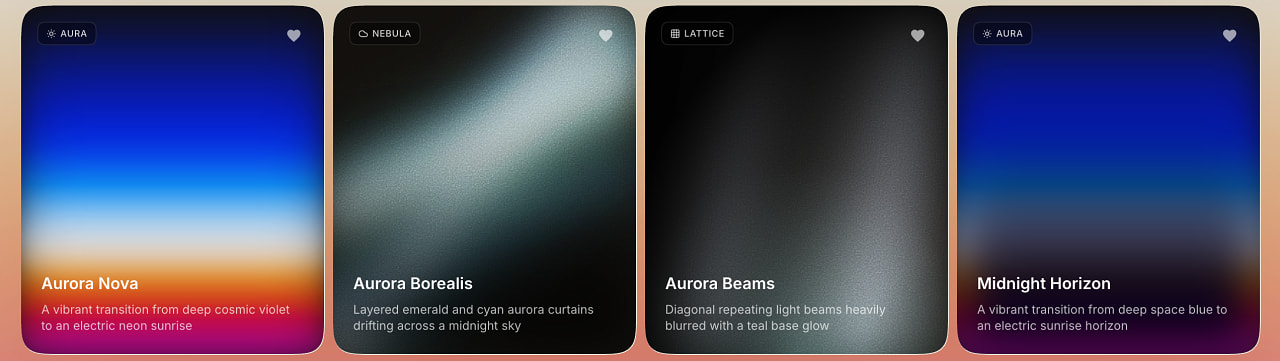 AURA
Aurora Nova
A vibrant transition from deep cosmic violet
to an electric neon sunrise
NEBULA
Aurora Borealis
Layered emerald and cyan aurora curtains
drifting across a midnight sky
LATTICE
Aurora Beams
Diagonal repeating light beams heavily
blurred with a teal base glow
AURA
Midnight Horizon
A vibrant transition from deep space blue to
an electric sunrise horizon